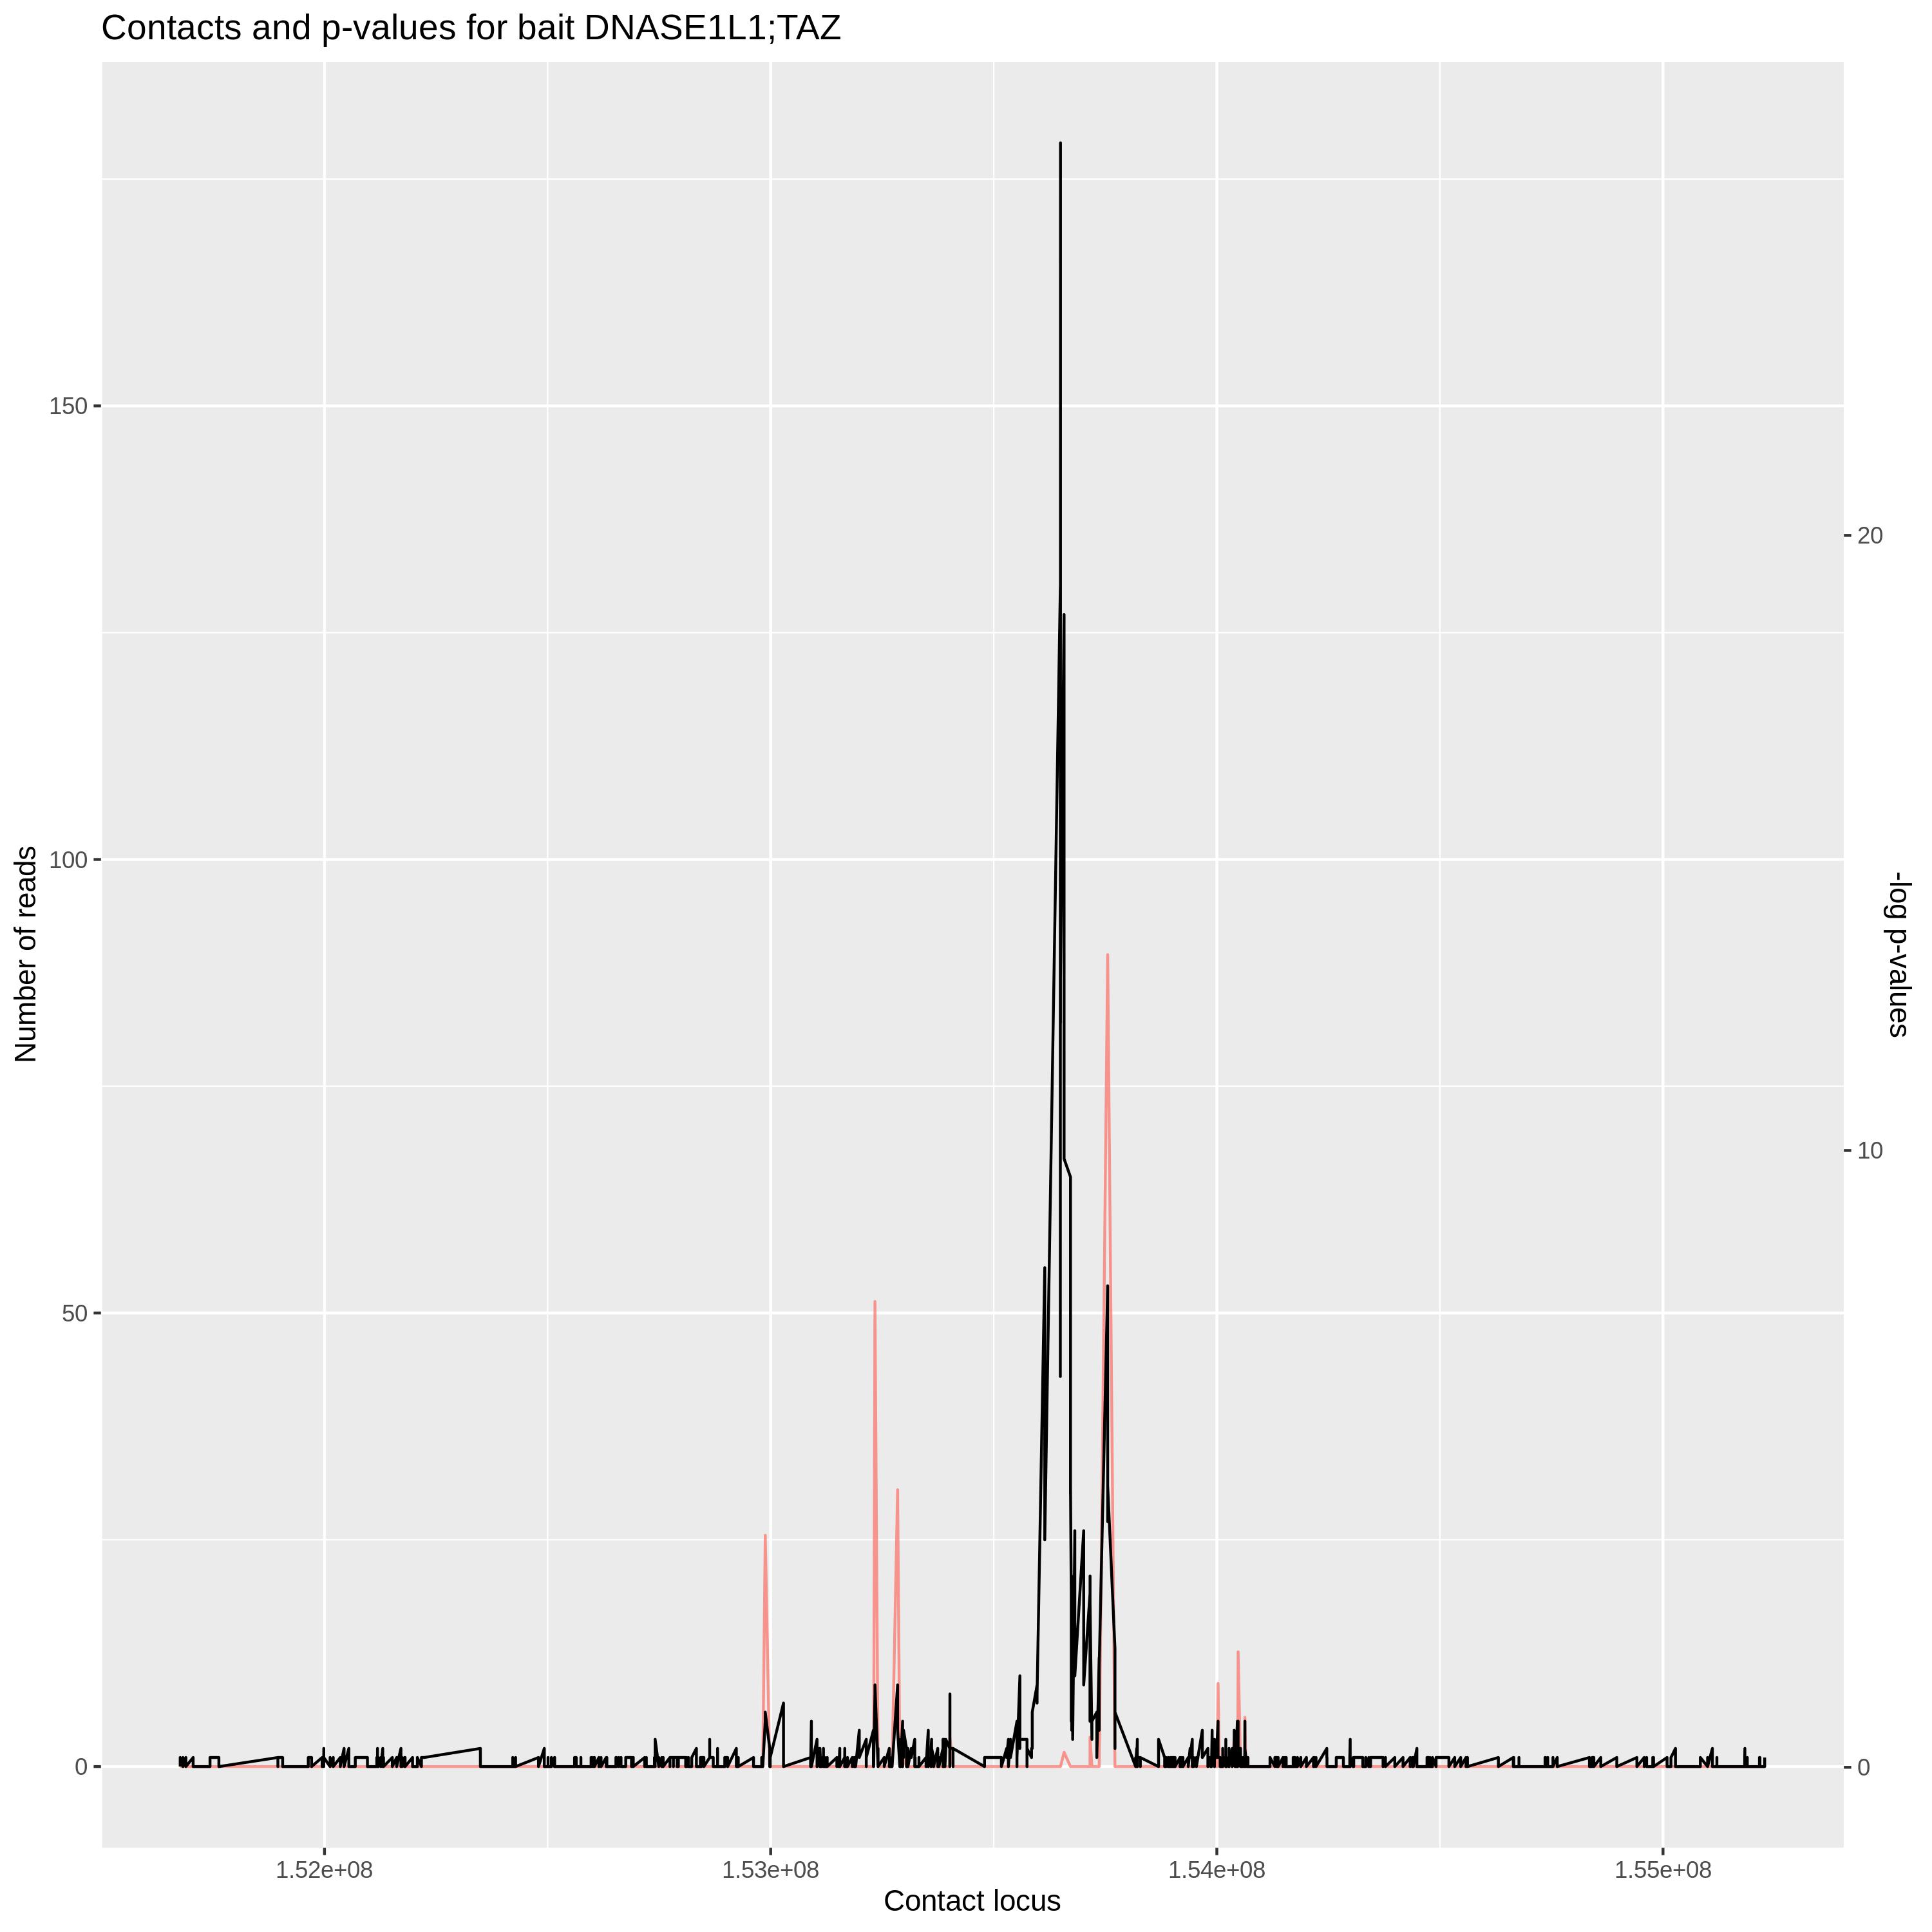 Contacts and p-values for bait DNASE1L1;TAZ
Number of reads
150
100
50
0
20
10
0
-log p-values
1.52e+08 1.53e+08 1.54e+08 1.55e+08
Contact locus